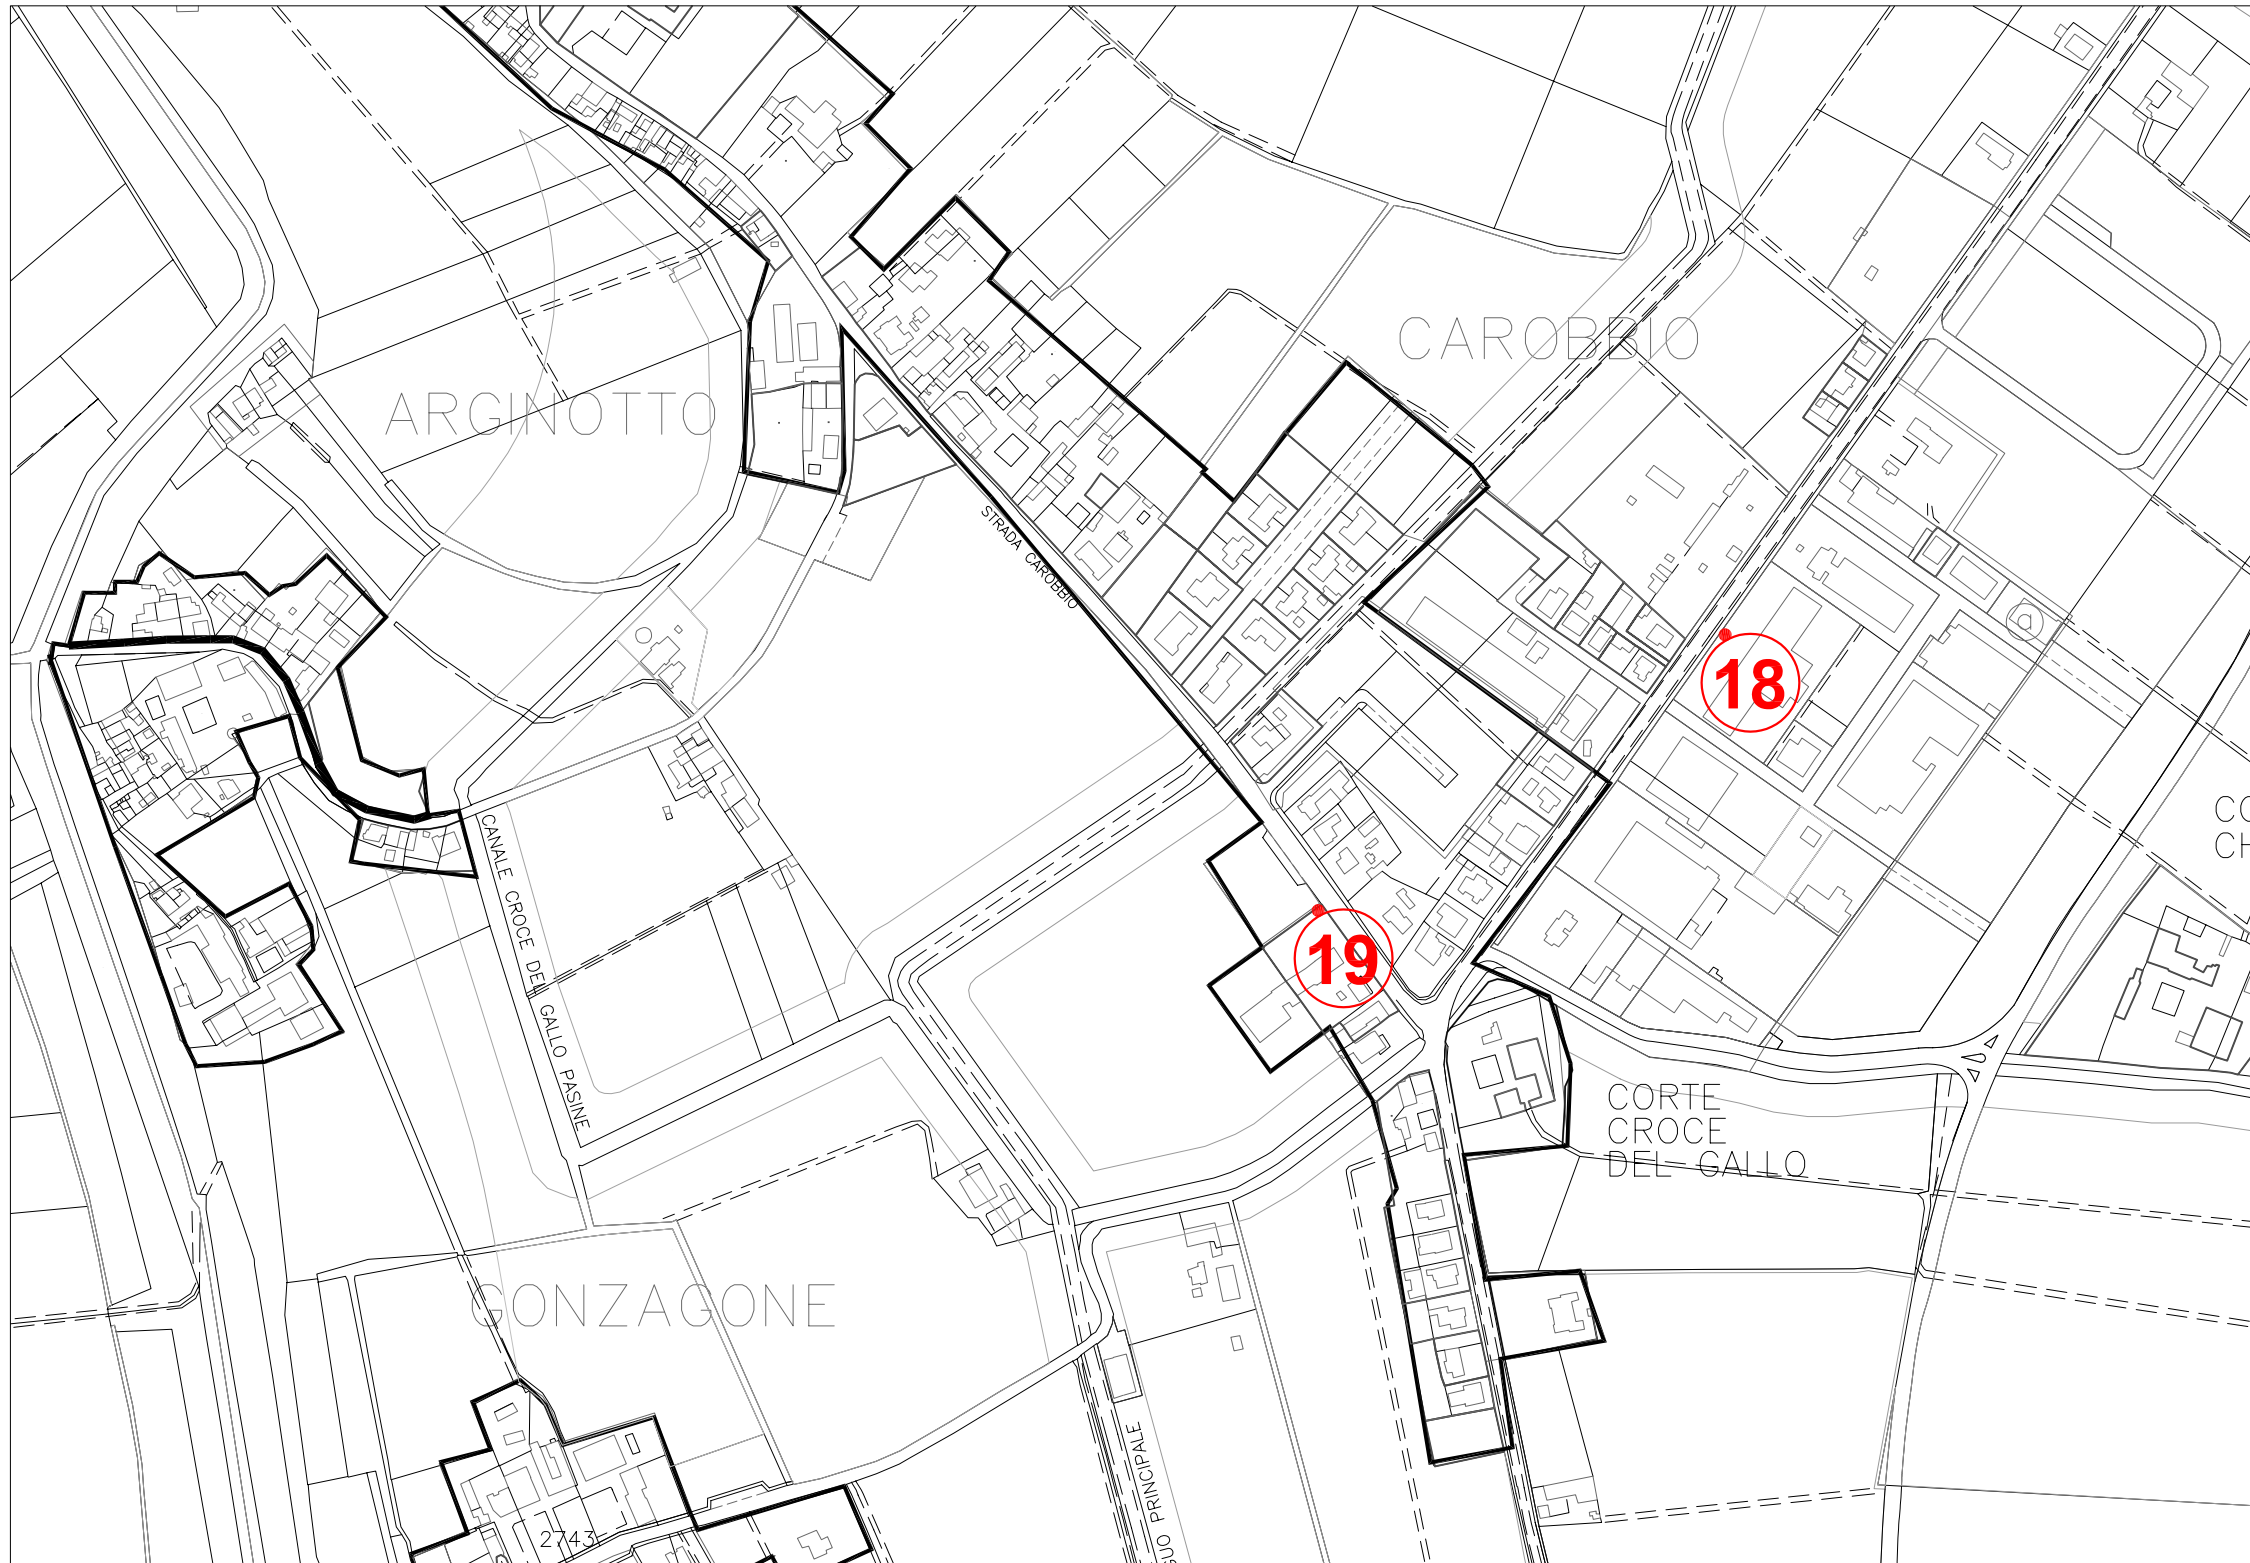 CAROBBIO
ARGINOTTO
STRADA CAROBBIO
18
CANALE CROCE DEL GALLO PASINE
19
CORTE
CROCE
DEL GALLO
GONZAGONE
PRINCIPALE
2743